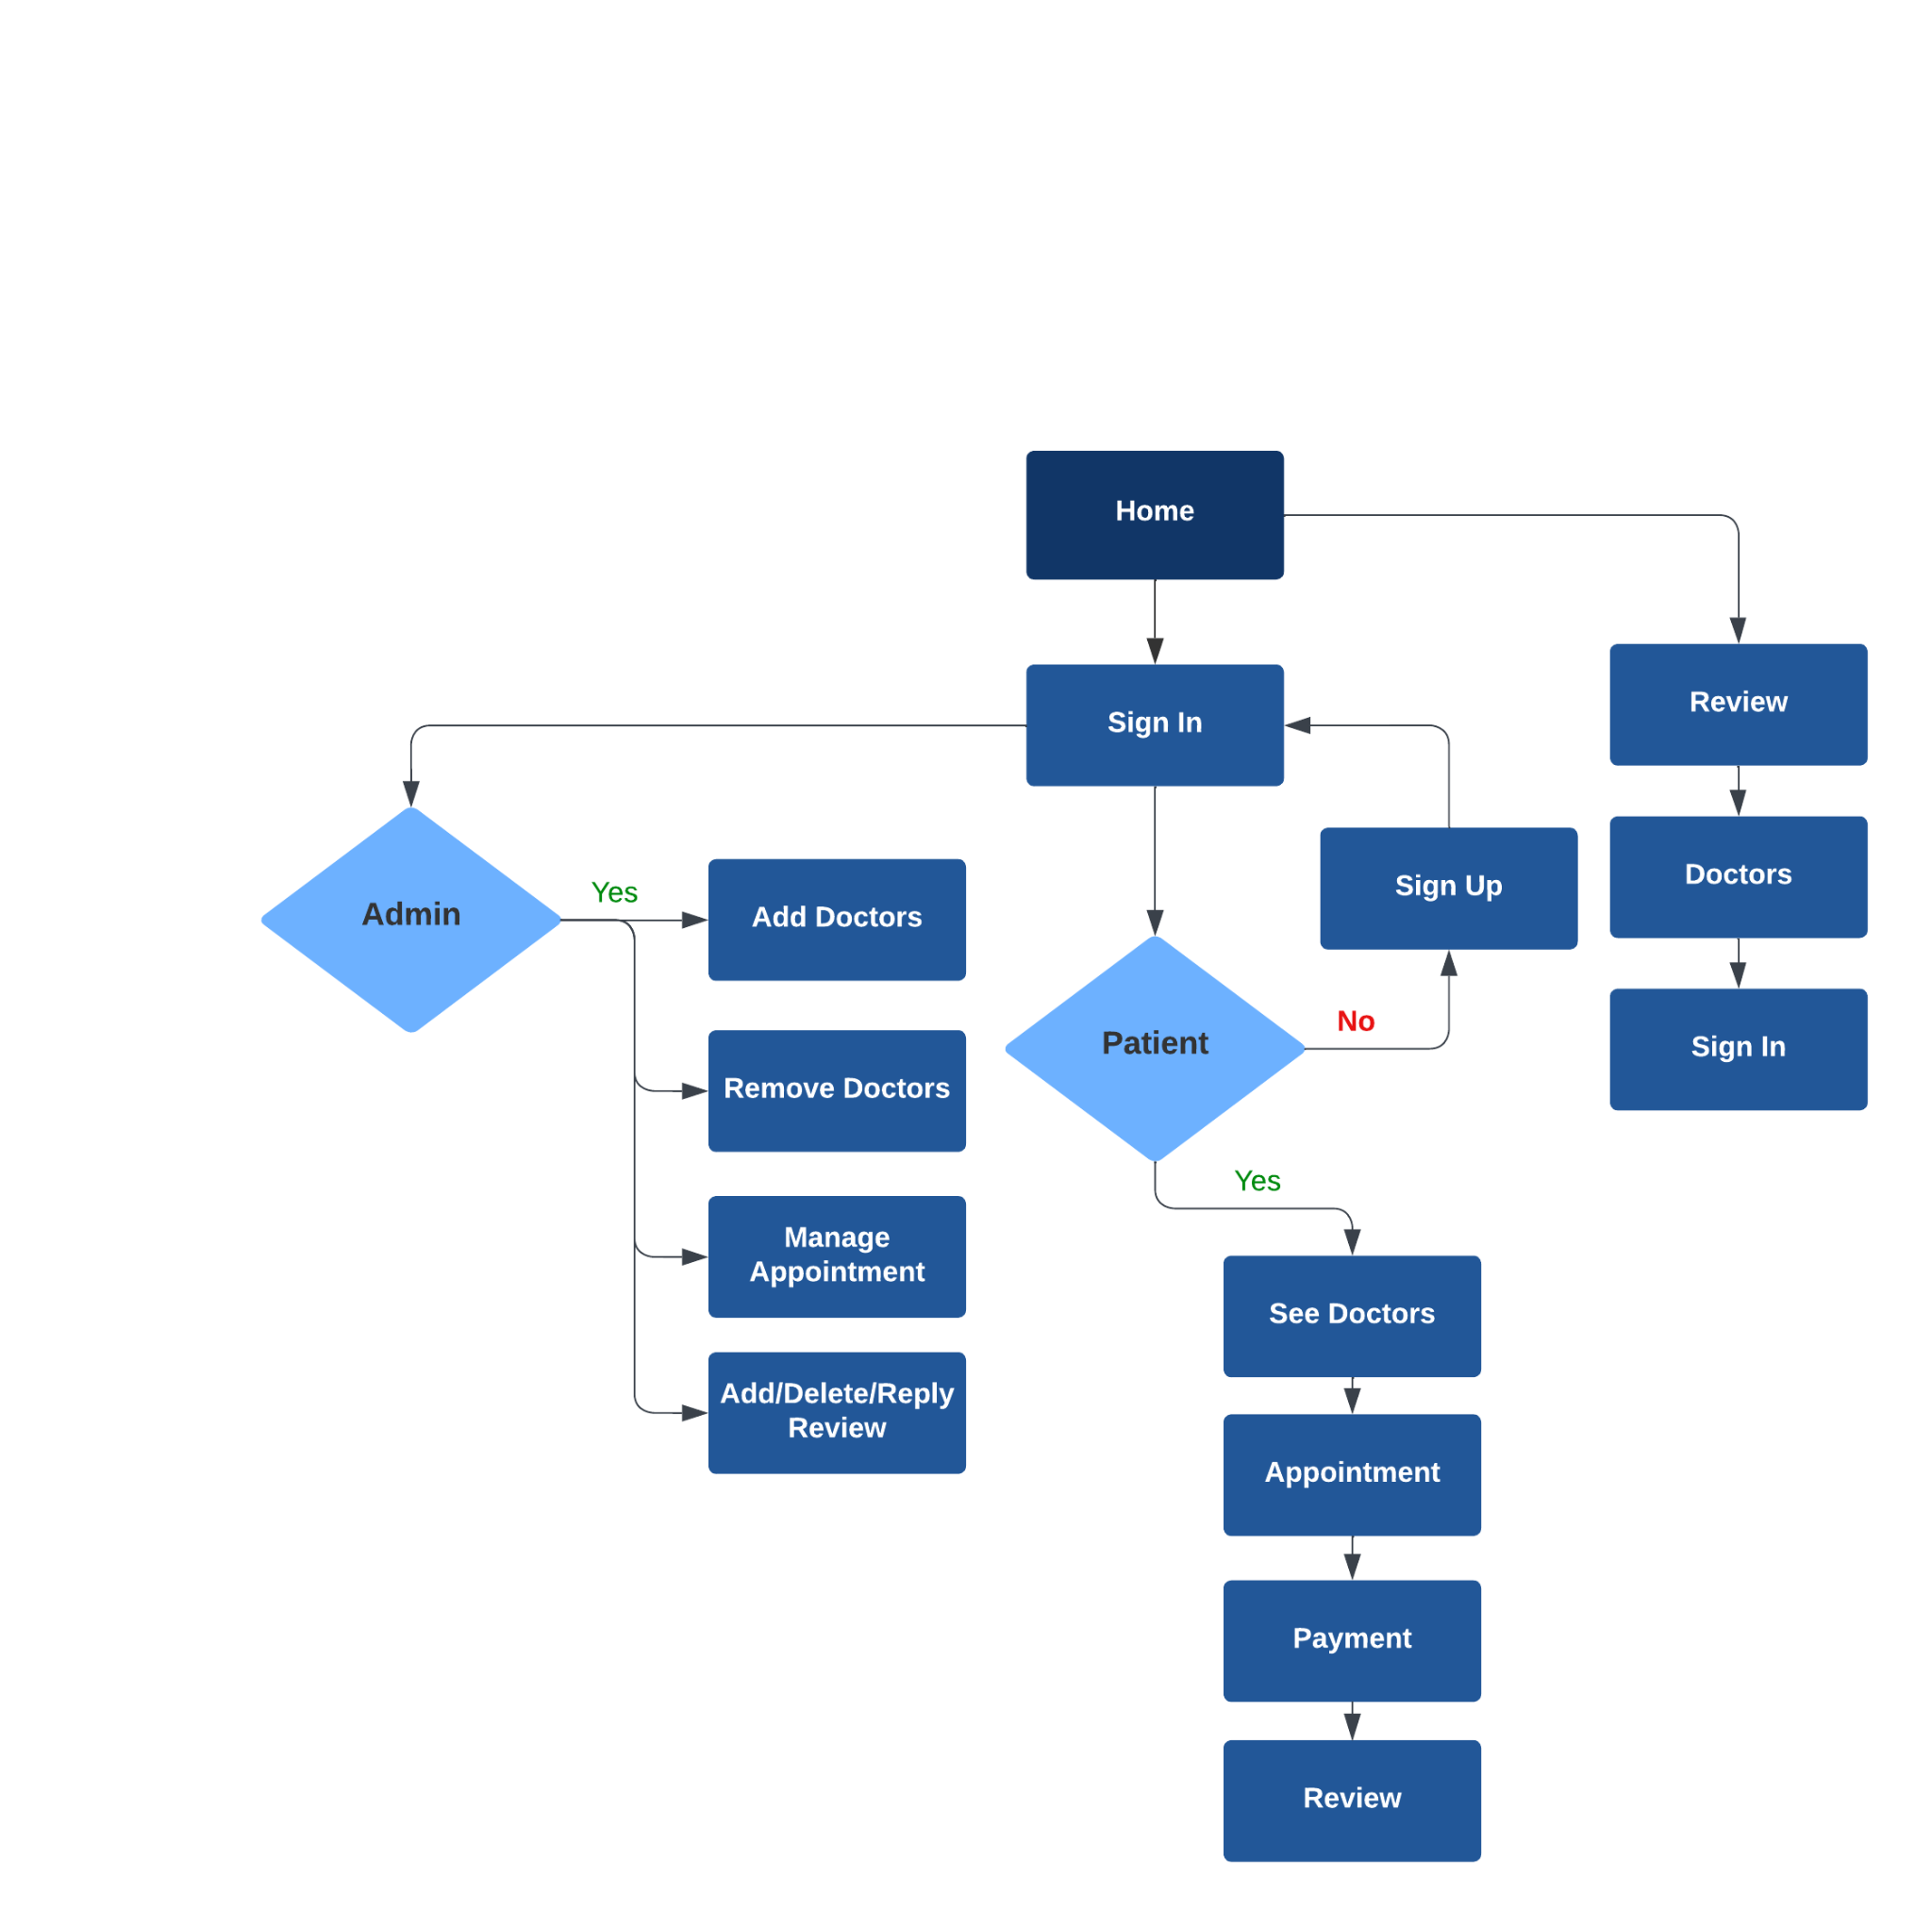 Home
Sign In
Review
Sign Up
Doctors
Yes
Admin
Add Doctors
No
Patient
Sign In
Remove Doctors
Yes
Manage
Appointment
See Doctors
Add/Delete/Reply
Review
Appointment
Payment
Review